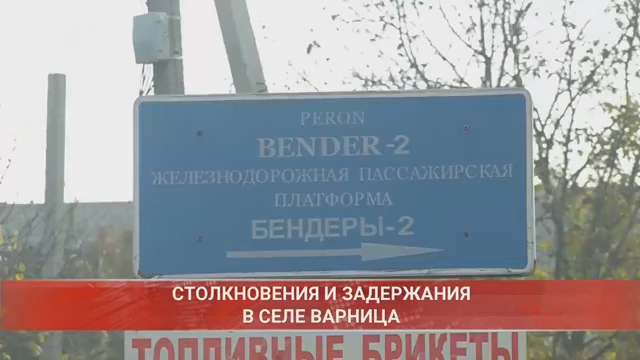 PERON
BENDER-2
ЖЕЛЕЗНОДОРОЖНАЯ ПАССАЖИРСКАЯ
ПЛАТФОРМА
БЕНДЕРЫ-2
СТОЛКНОВЕНИЯ И ЗАДЕРЖАНИЯ
В СЕЛЕ ВАРНИЦА
ТОПЛИВНЫЕ БРИКЕТЫ